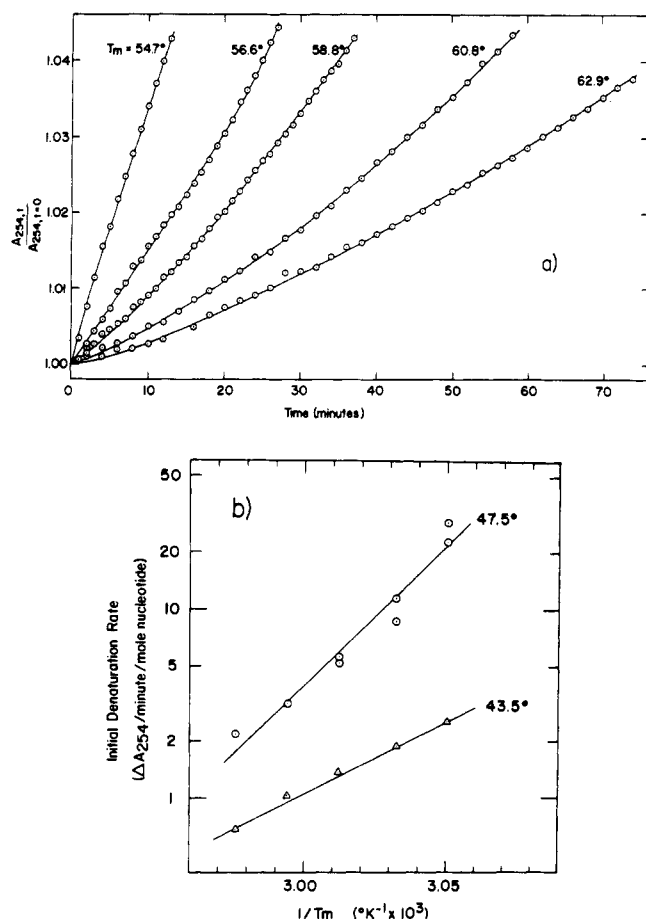 1.04
1.03
1.02
1.01
1.00
A254,t
A254,t=0
Tm = 54.7°
56.6°
58.8°
60.8°
62.9°
a)
0 10 20 30 40 50 60 70
Time (minutes)
b)
50
20
10
5
2
1
Initial Denaturation Rate
(ΔA254/minute/mole nucleotide)
47.5°
43.5°
3.00 3.05
1/Tm (°K⁻¹ x 10³)